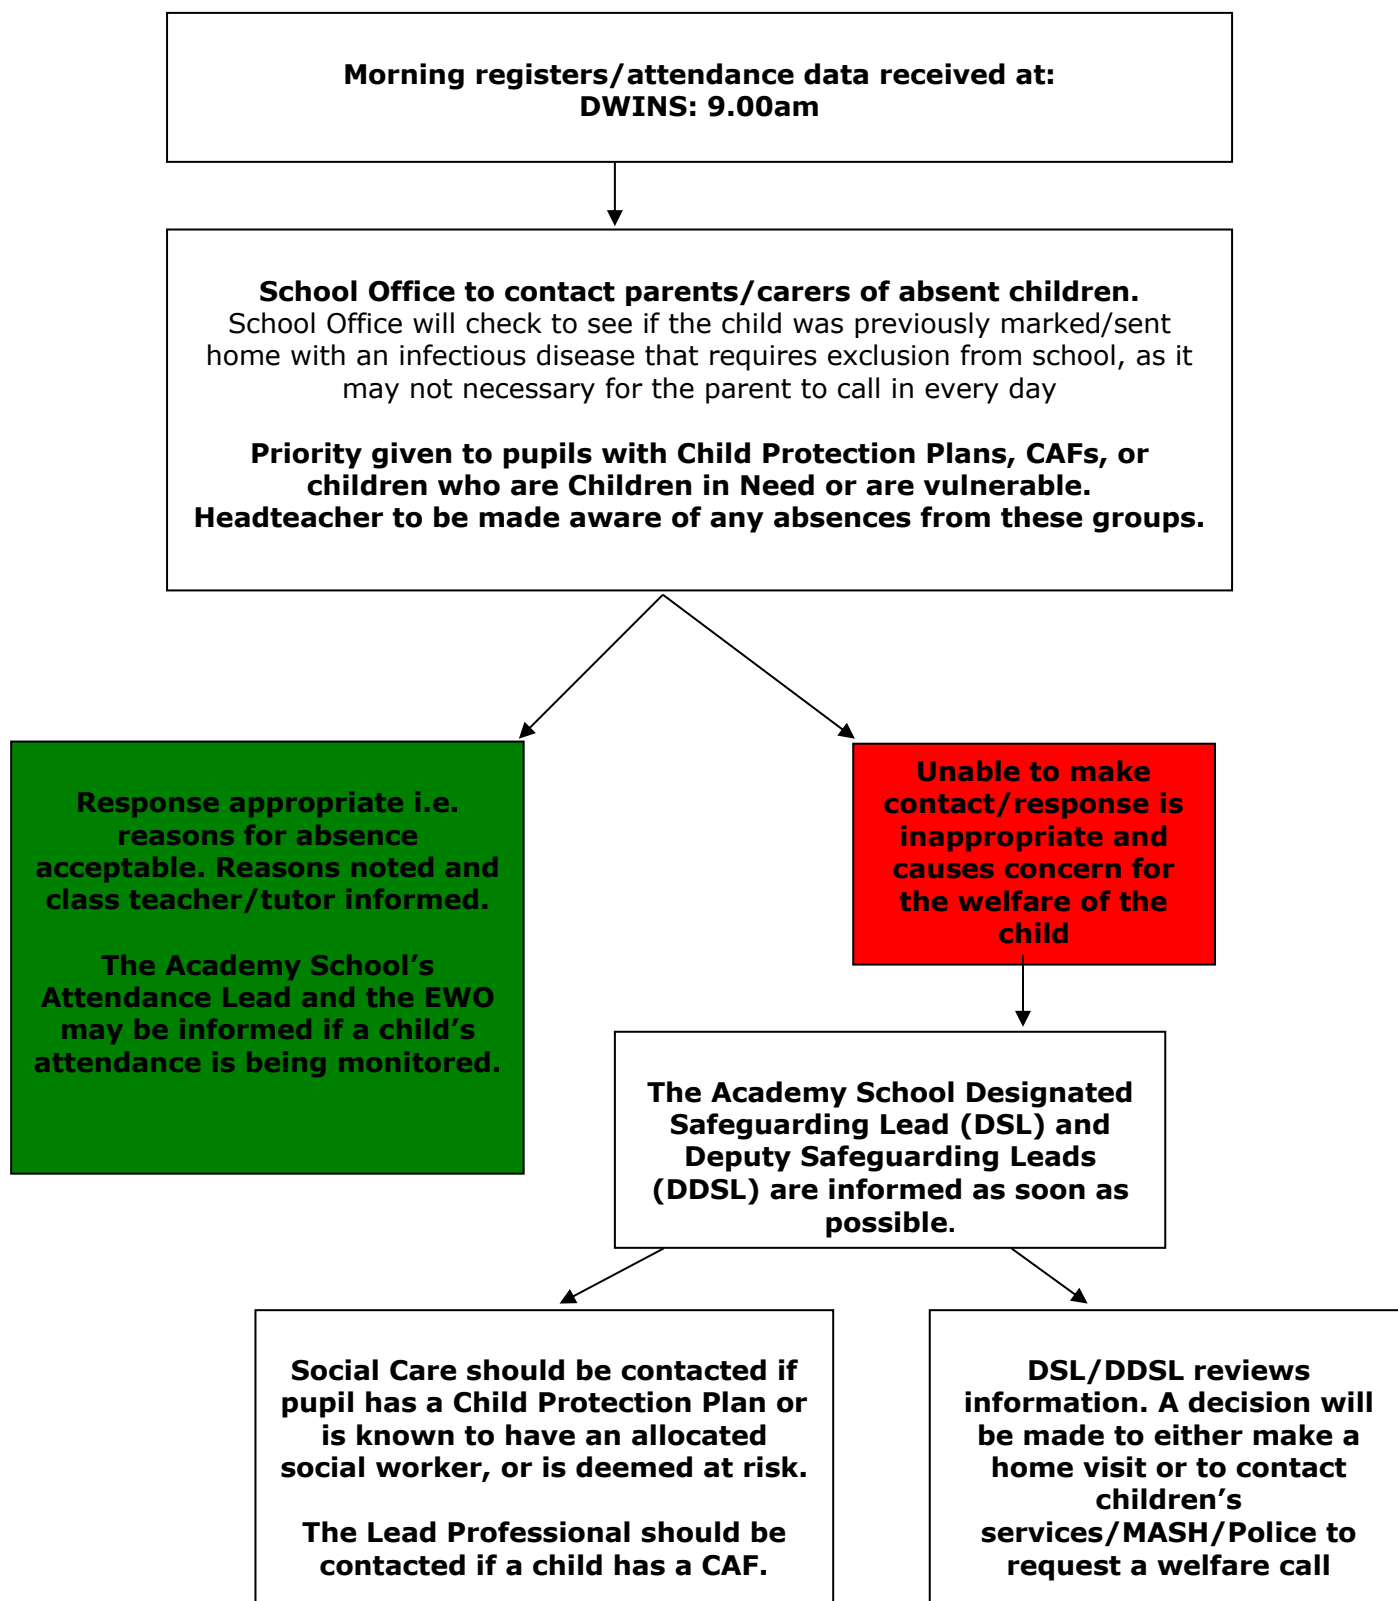 Morning registers/attendance data received at:
DWINS: 9.00am
School Office to contact parents/carers of absent children.
School Office will check to see if the child was previously marked/sent
home with an infectious disease that requires exclusion from school, as it
may not necessary for the parent to call in every day
Priority given to pupils with Child Protection Plans, CAFs, or
children who are Children in Need or are vulnerable.
Headteacher to be made aware of any absences from these groups.
Response appropriate i.e.
reasons for absence
acceptable. Reasons noted and
class teacher/tutor informed.
The Academy School’s
Attendance Lead and the EWO
may be informed if a child’s
attendance is being monitored.
Unable to make
contact/response is
inappropriate and
causes concern for
the welfare of the
child
The Academy School Designated
Safeguarding Lead (DSL) and
Deputy Safeguarding Leads
(DDSL) are informed as soon as
possible.
Social Care should be contacted if
pupil has a Child Protection Plan or
is known to have an allocated
social worker, or is deemed at risk.
The Lead Professional should be
contacted if a child has a CAF.
DSL/DDSL reviews
information. A decision will
be made to either make a
home visit or to contact
children’s
services/MASH/Police to
request a welfare call